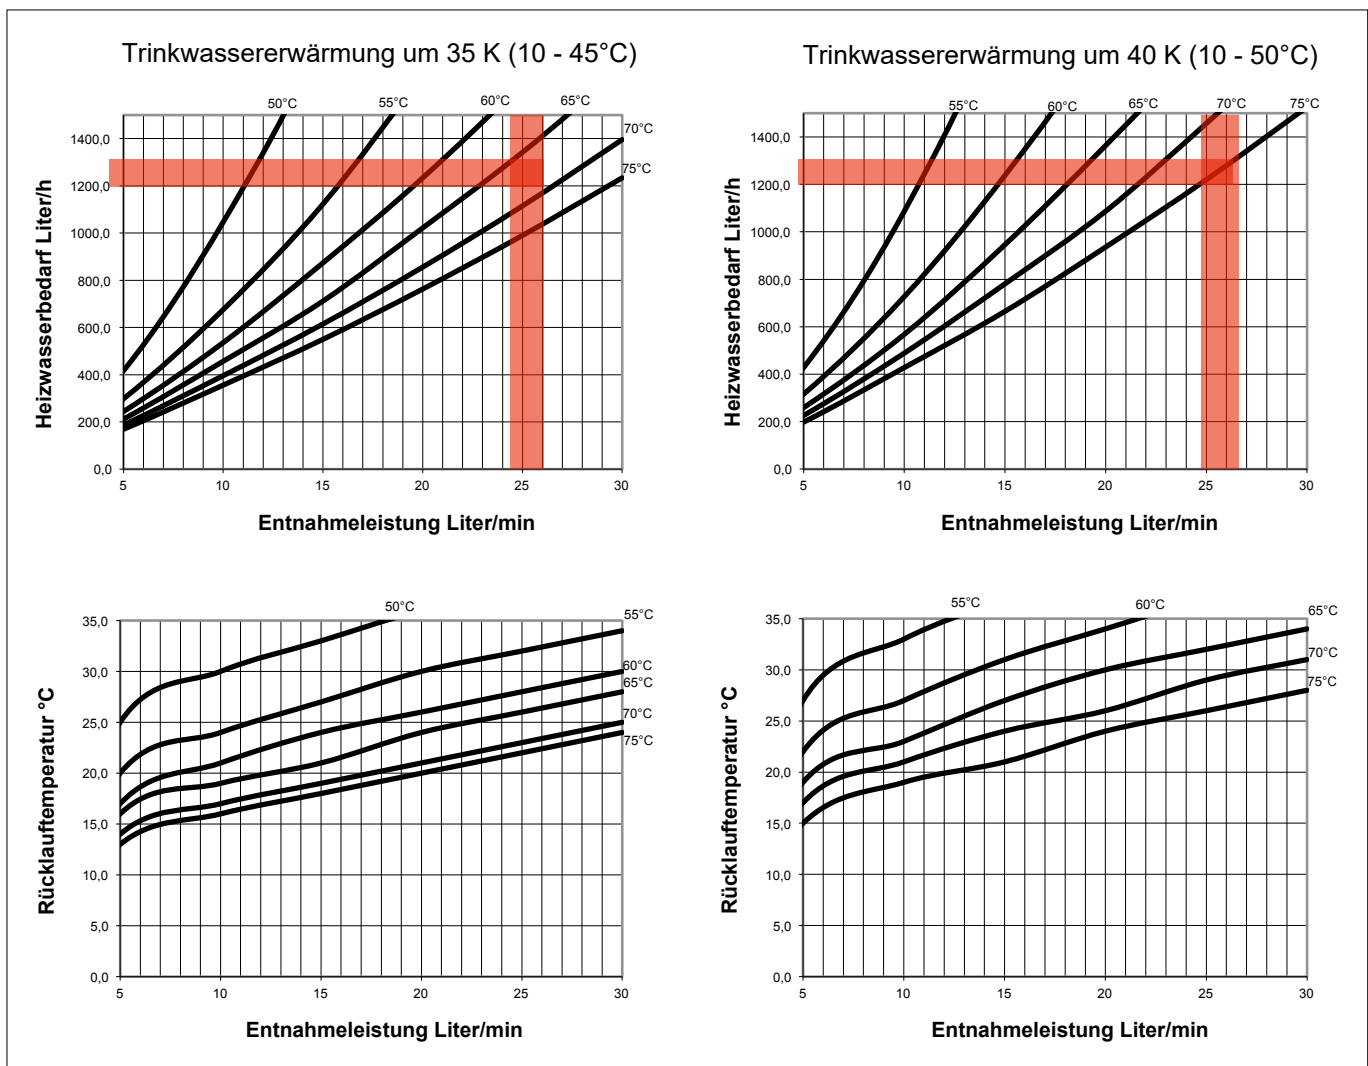 Trinkwassererwärmung um 35 K (10 - 45°C)
50°C
55°C
60°C
65°C
70°C
75°C
1400,0
1200,0
1000,0
800,0
600,0
400,0
200,0
0,0
Heizwasserbedarf Liter/h
5
10
15
20
25
30
Entnahmeleistung Liter/min
Trinkwassererwärmung um 40 K (10 - 50°C)
55°C
60°C
65°C
70°C
75°C
1400,0
1200,0
1000,0
800,0
600,0
400,0
200,0
0,0
Heizwasserbedarf Liter/h
5
10
15
20
25
30
Entnahmeleistung Liter/min
50°C
55°C
60°C
65°C
70°C
75°C
35,0
30,0
25,0
20,0
15,0
10,0
5,0
0,0
Rücklauftemperatur °C
5
10
15
20
25
30
Entnahmeleistung Liter/min
55°C
60°C
65°C
70°C
75°C
35,0
30,0
25,0
20,0
15,0
10,0
5,0
0,0
Rücklauftemperatur °C
5
10
15
20
25
30
Entnahmeleistung Liter/min